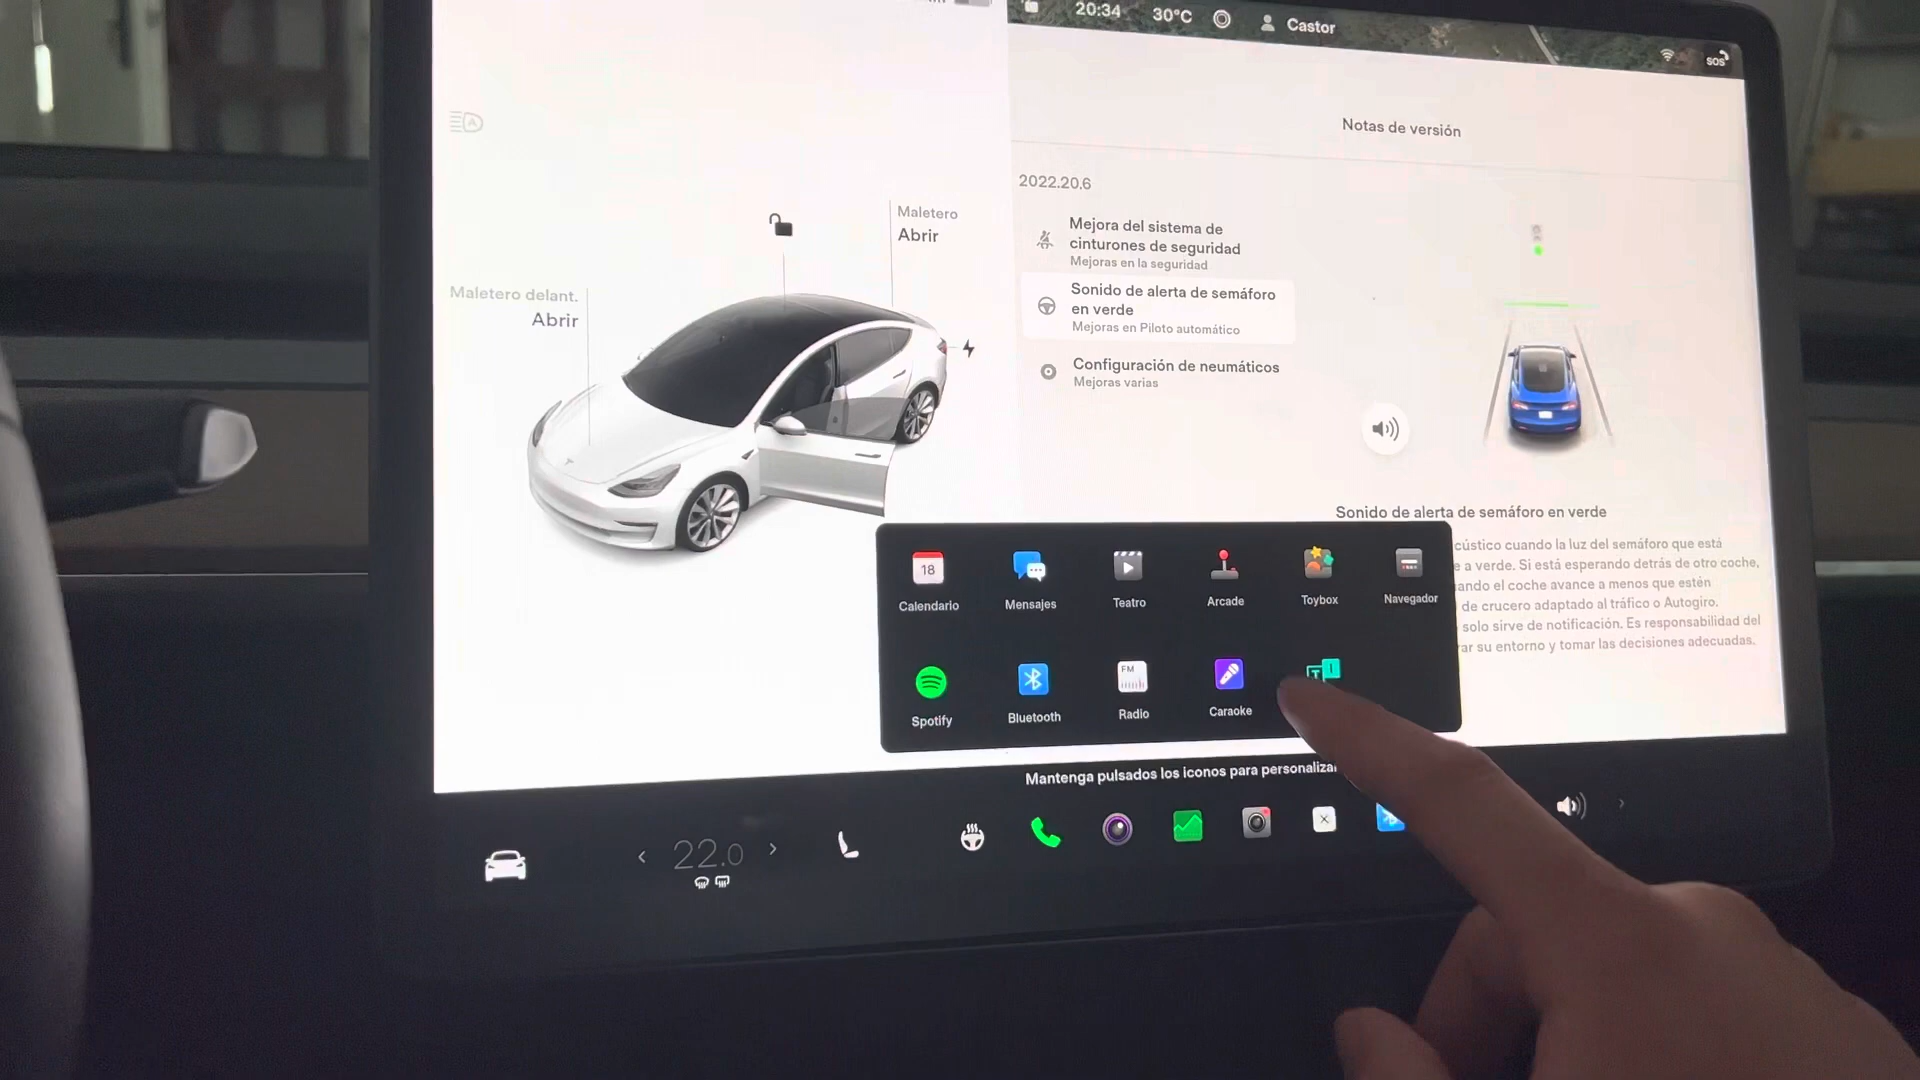 20:34
30°C
Castor
SOS
Notas de versión
2022.20.6
Mejora del sistema de
cinturones de seguridad
Mejoras en la seguridad
Sonido de alerta de semáforo
en verde
Mejoras en Piloto automático
Configuración de neumáticos
Mejoras varias
Maletero
Abrir
Maletero delant.
Abrir
Sonido de alerta de semáforo en verde
cústico cuando la luz del semáforo que está
e a verde. Si está esperando detrás de otro coche,
ando el coche avance a menos que estén
de crucero adaptado al tráfico o Autogiro.
solo sirve de notificación. Es responsabilidad del
rar su entorno y tomar las decisiones adecuadas.
18
Calendario
Mensajes
Teatro
Arcade
Toybox
Navegador
Spotify
Bluetooth
FM
Radio
Caraoke
T
Mantenga pulsados los iconos para personalizar
22.0